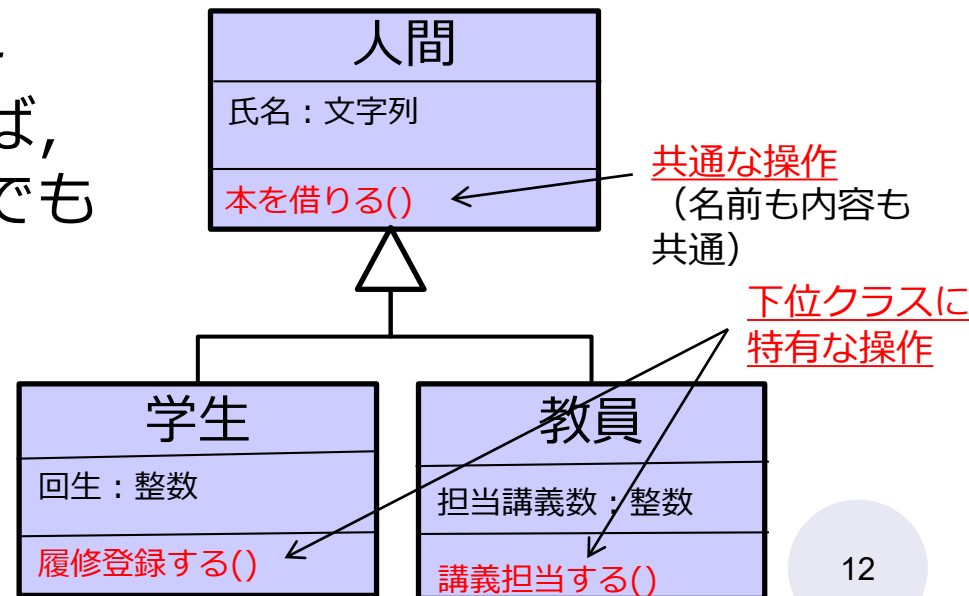 ば,
でも
人間
氏名：文字列
本を借りる()
共通な操作
（名前も内容も
共通）
下位クラスに
特有な操作
学生
回生：整数
履修登録する()
教員
担当講義数：整数
講義担当する()
12